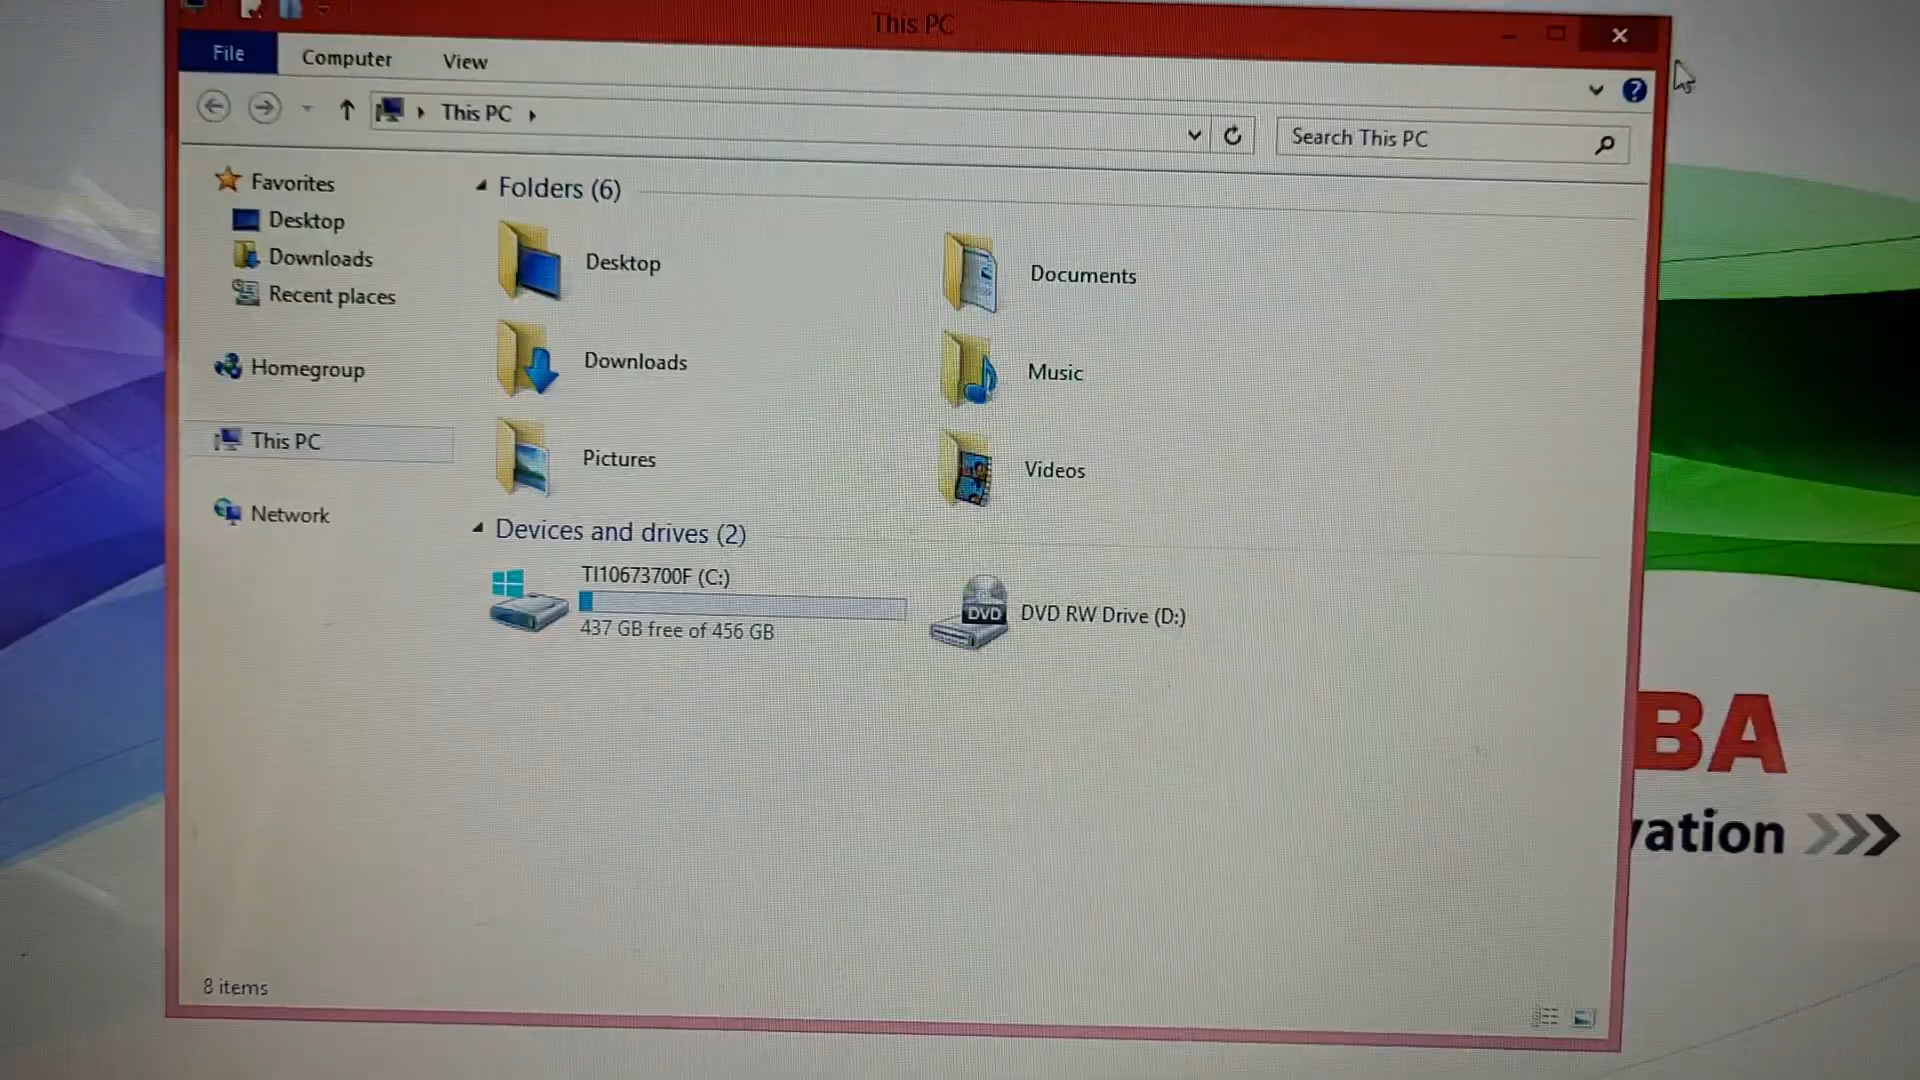 This PC
File Computer View
This PC
Search This PC
Favorites
Desktop
Downloads
Recent places
Homegroup
This PC
Network
Folders (6)
Desktop
Documents
Downloads
Music
Pictures
Videos
Devices and drives (2)
TI10673700F (C:)
437 GB free of 456 GB
DVD
DVD RW Drive (D:)
8 items
BA
vation >>>